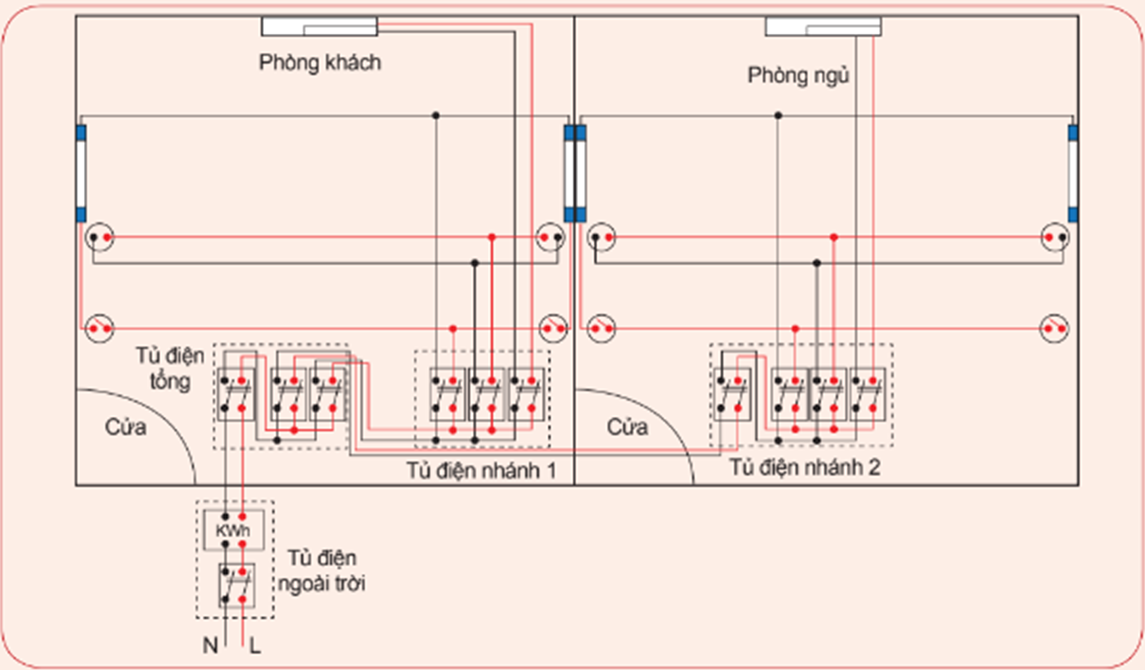 Phòng khách
Phòng ngủ
Tủ điện
tổng
Cửa
Tủ điện nhánh 1
Cửa
Tủ điện nhánh 2
KWh
Tủ điện
ngoài trời
N L